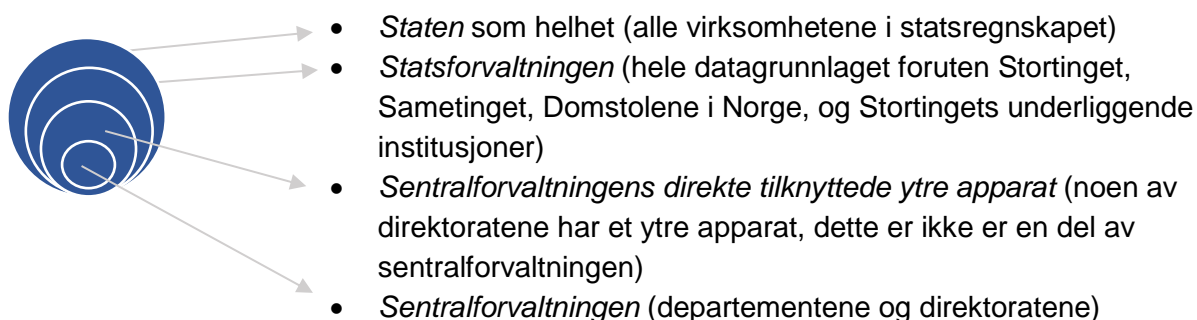 • Staten som helhet (alle virksomhetene i statsregnskapet)
• Statsforvaltningen (hele datagrunnlaget foruten Stortinget,
Sametinget, Domstolene i Norge, og Stortingets underliggende
institusjoner)
• Sentralforvaltningens direkte tilknyttede ytre apparat (noen av
direktoratene har et ytre apparat, dette er ikke er en del av
sentralforvaltningen)
• Sentralforvaltningen (departementene og direktoratene)